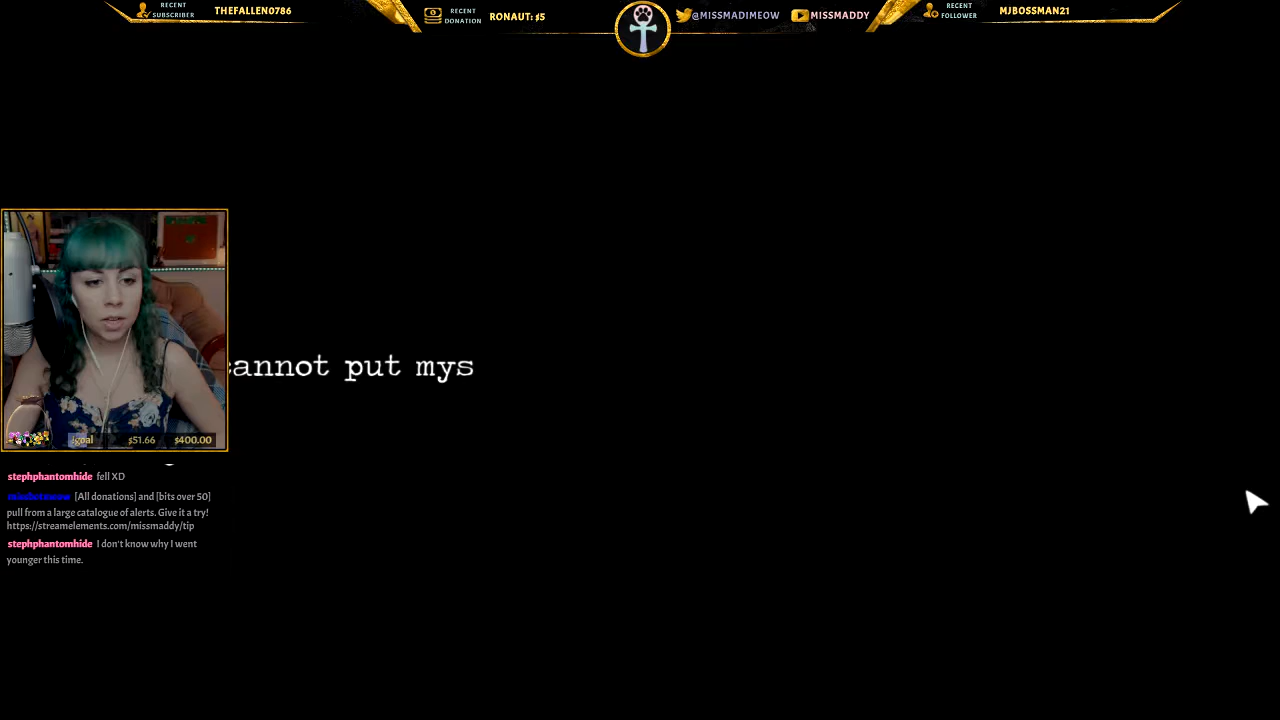 RECENT
SUBSCRIBER
THEFALLEN0786
RECENT
DONATION
RONAUT: $5
@MISSMADIMEOW
MISSMADDY
RECENT
FOLLOWER
MJBOSSMAN21
cannot put mys
!goal
$51.66
$400.00
stephphantomhide fell XD
[All donations] and [bits over 50]
pull from a large catalogue of alerts. Give it a try!
https://streamelements.com/missmaddy/tip
stephphantomhide I don't know why I went
younger this time.